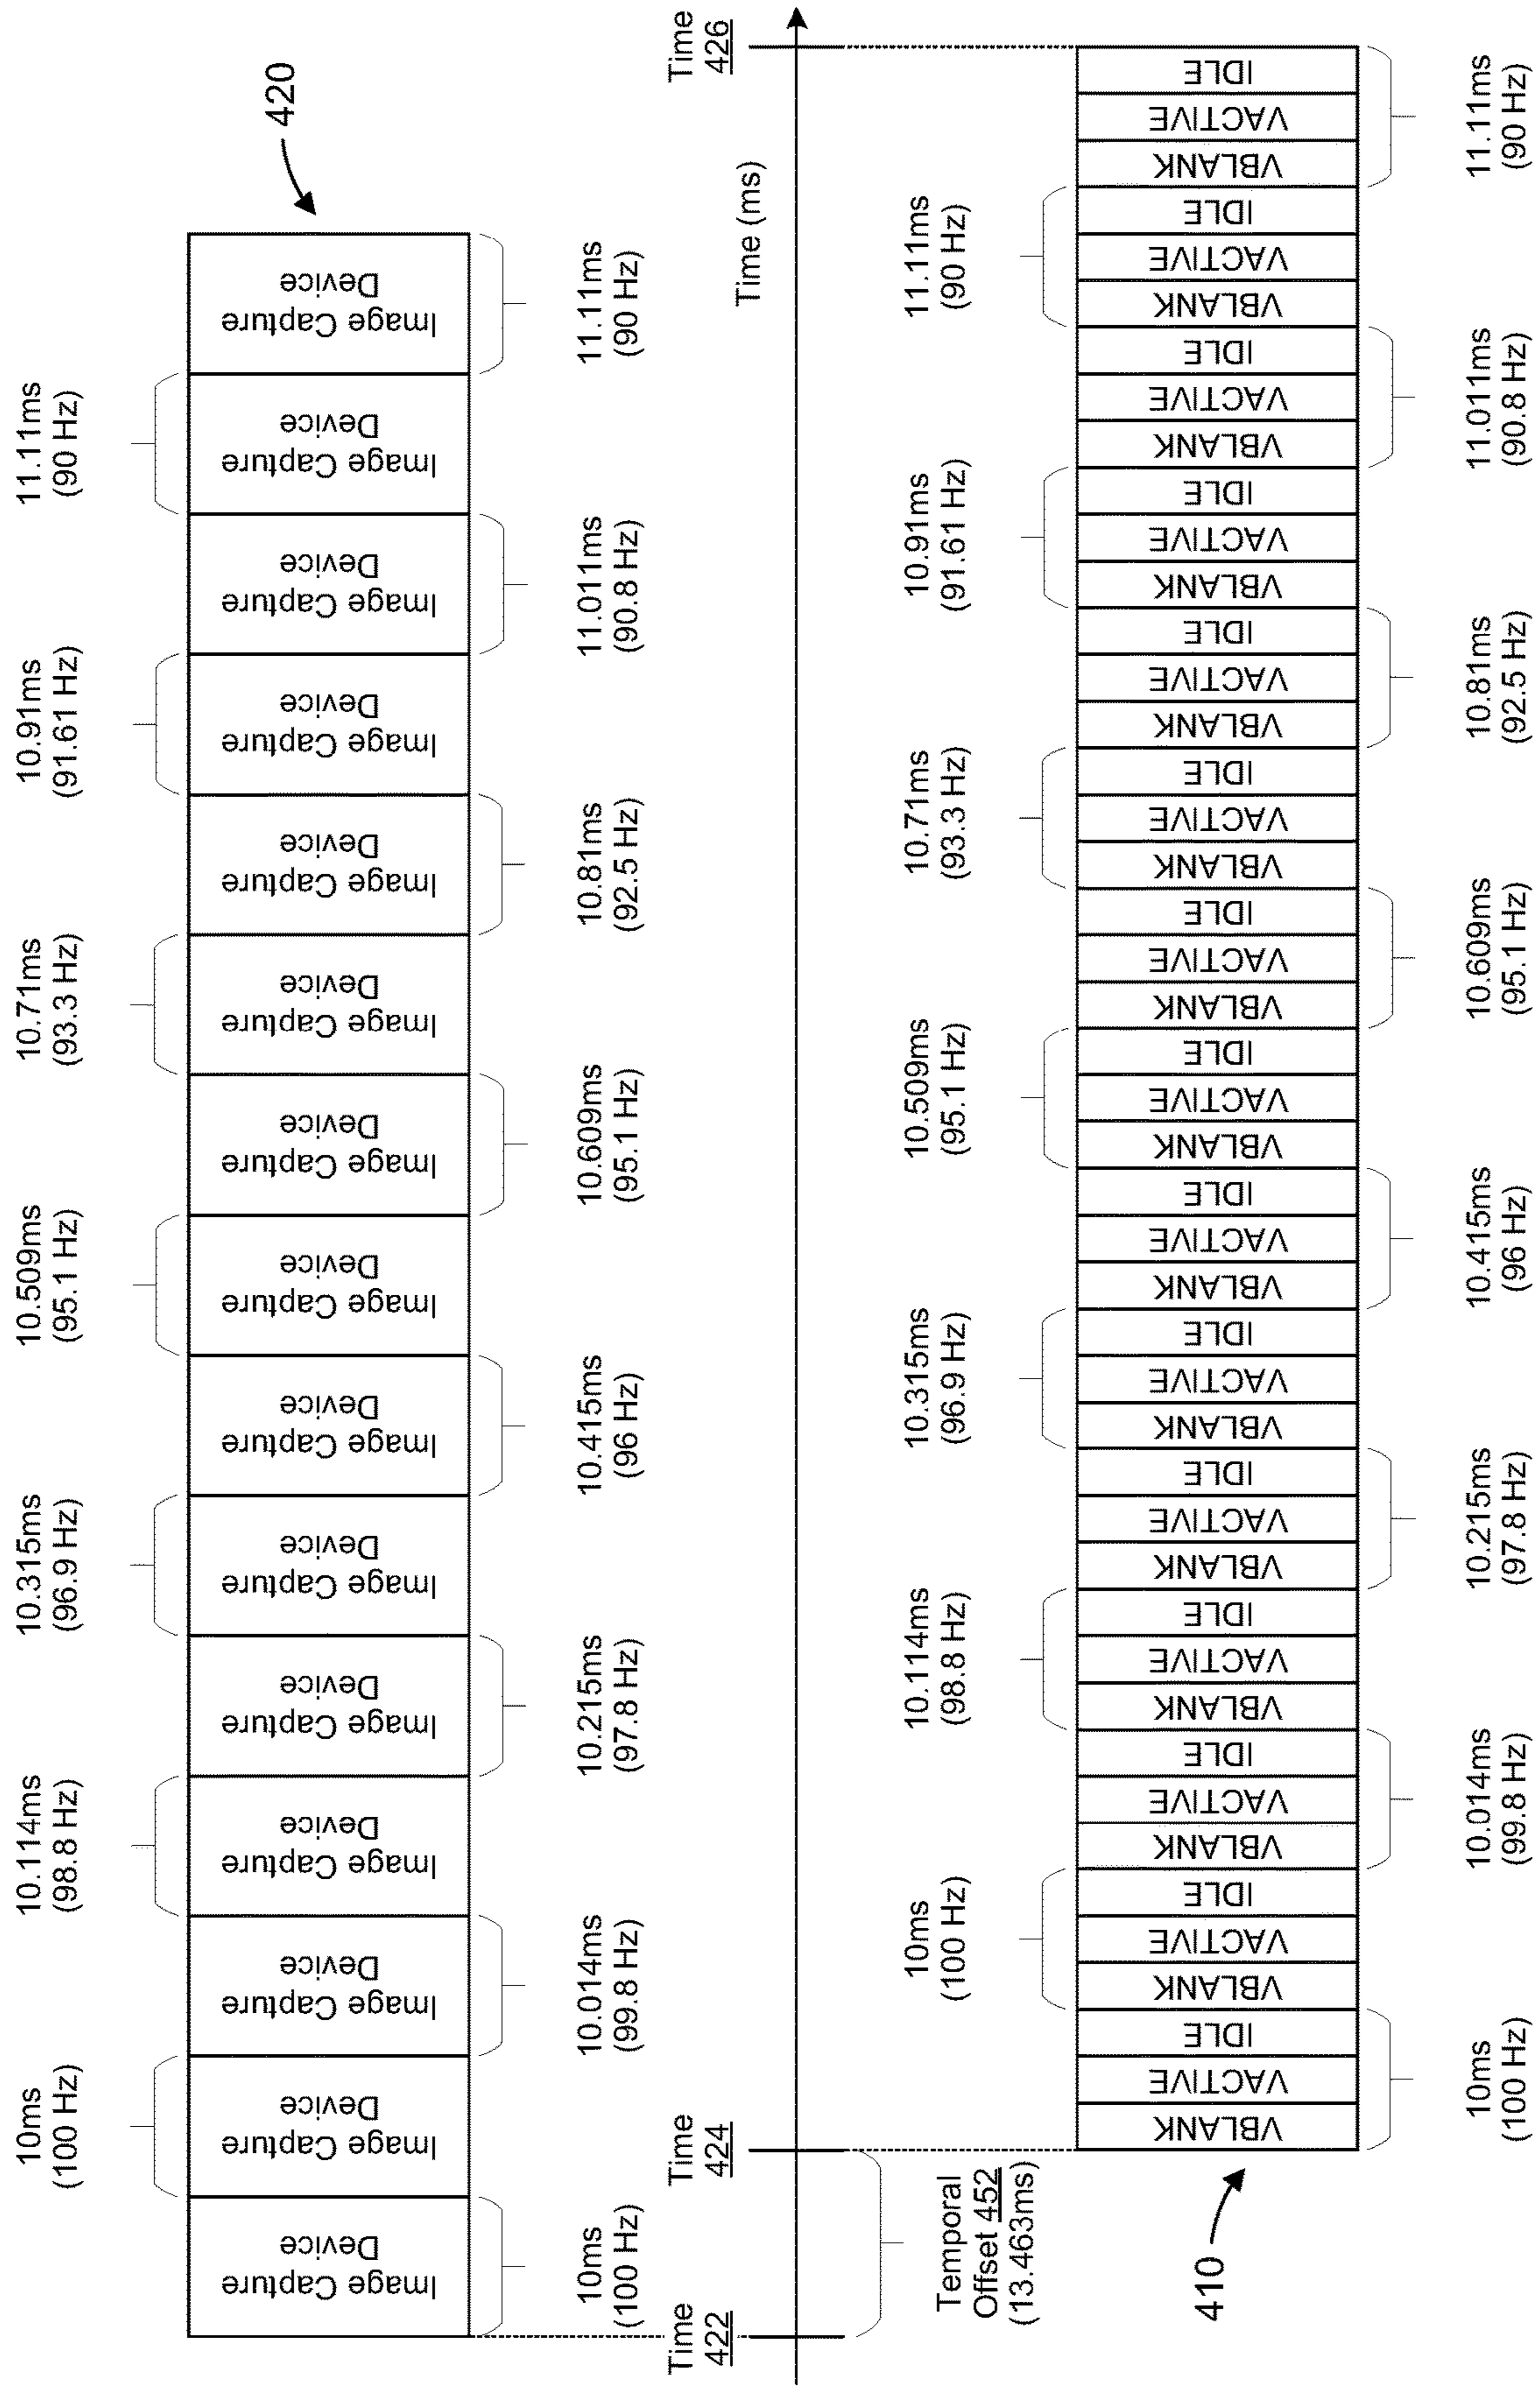 10ms
(100 Hz)
10.114ms
(98.8 Hz)
10.315ms
(96.9 Hz)
10.509ms
(95.1 Hz)
10.71ms
(93.3 Hz)
10.91ms
(91.61 Hz)
11.11ms
(90 Hz)
420
Image Capture
Device
Image Capture
Device
Image Capture
Device
Image Capture
Device
Image Capture
Device
Image Capture
Device
Image Capture
Device
Image Capture
Device
Image Capture
Device
Image Capture
Device
Image Capture
Device
Image Capture
Device
Image Capture
Device
Image Capture
Device
Image Capture
Device
10ms
(100 Hz)
10.014ms
(99.8 Hz)
10.215ms
(97.8 Hz)
10.415ms
(96 Hz)
10.609ms
(95.1 Hz)
10.81ms
(92.5 Hz)
11.011ms
(90.8 Hz)
11.11ms
(90 Hz)
Time
422
Time
424
Time (ms)
Time
426
Temporal
Offset 452
(13.463ms)
10ms
(100 Hz)
10.114ms
(98.8 Hz)
10.315ms
(96.9 Hz)
10.509ms
(95.1 Hz)
10.71ms
(93.3 Hz)
10.91ms
(91.61 Hz)
11.11ms
(90 Hz)
410
VBLANK
VACTIVE
IDLE
VBLANK
VACTIVE
IDLE
VBLANK
VACTIVE
IDLE
VBLANK
VACTIVE
IDLE
VBLANK
VACTIVE
IDLE
VBLANK
VACTIVE
IDLE
VBLANK
VACTIVE
IDLE
VBLANK
VACTIVE
IDLE
VBLANK
VACTIVE
IDLE
VBLANK
VACTIVE
IDLE
VBLANK
VACTIVE
IDLE
VBLANK
VACTIVE
IDLE
VBLANK
VACTIVE
IDLE
VBLANK
VACTIVE
IDLE
VBLANK
VACTIVE
IDLE
10ms
(100 Hz)
10.014ms
(99.8 Hz)
10.215ms
(97.8 Hz)
10.415ms
(96 Hz)
10.609ms
(95.1 Hz)
10.81ms
(92.5 Hz)
11.011ms
(90.8 Hz)
11.11ms
(90 Hz)